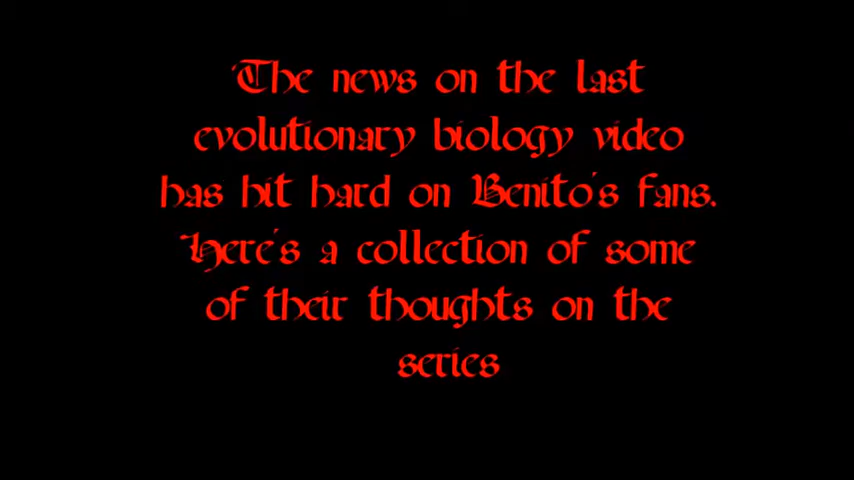 The news on the last
evolutionary biology video
has hit hard on Benito's fans.
Here's a collection of some
of their thoughts on the
series